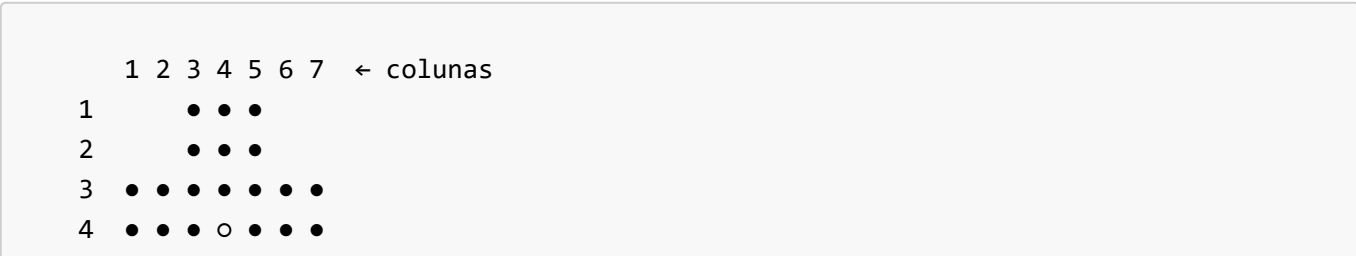 1 2 3 4 5 6 7 ← colunas
1 ● ● ●
2 ● ● ●
3 ● ● ● ● ● ● ●
4 ● ● ● ○ ● ● ●